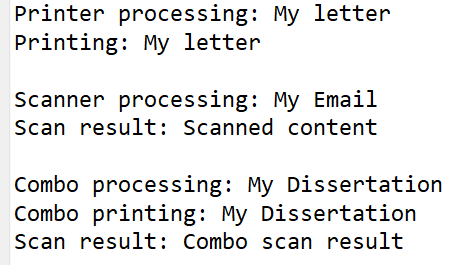 Printer processing: My letter
Printing: My letter
Scanner processing: My Email
Scan result: Scanned content
Combo processing: My Dissertation
Combo printing: My Dissertation
Scan result: Combo scan result